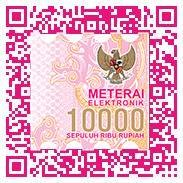 METERAI
ELEKTRONIK
10000
SEPULUH RIBU RUPIAH